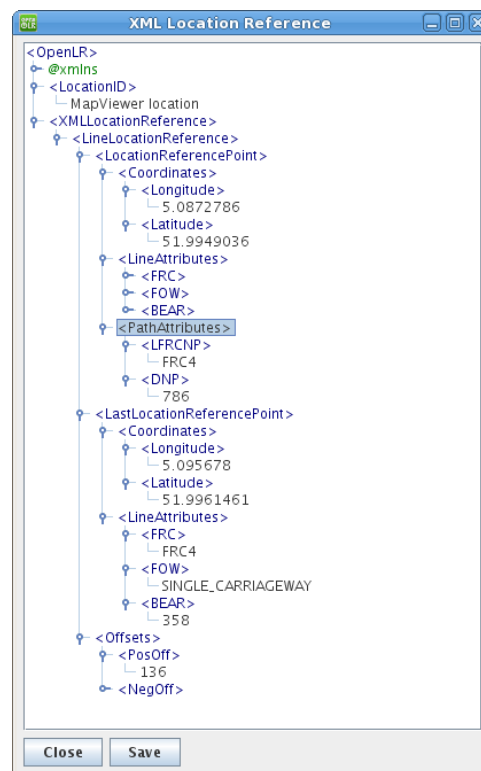 OPEN LR XML Location Reference
<OpenLR>
@xmlns
<LocationID>
MapViewer location
<XMLLocationReference>
<LineLocationReference>
<LocationReferencePoint>
<Coordinates>
<Longitude>
5.0872786
<Latitude>
51.9949036
<LineAttributes>
<FRC>
<FOW>
<BEAR>
<PathAttributes>
<LFRCNP>
FRC4
<DNP>
786
<LastLocationReferencePoint>
<Coordinates>
<Longitude>
5.095678
<Latitude>
51.9961461
<LineAttributes>
<FRC>
FRC4
<FOW>
SINGLE_CARRIAGEWAY
<BEAR>
358
<Offsets>
<PosOff>
136
<NegOff>
Close Save